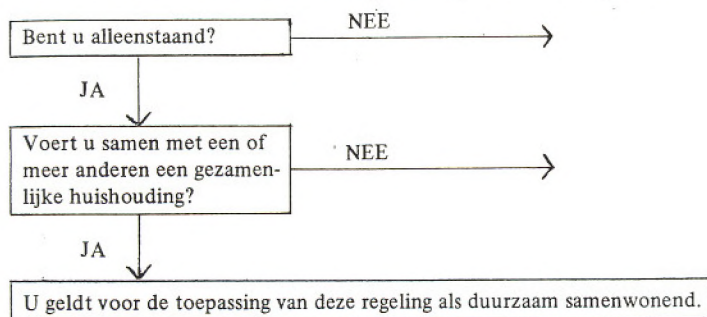 Bent u alleenstaand?
NEE
JA
Voert u samen met een of
meer anderen een gezamen-
lijke huishouding?
NEE
JA
U geldt voor de toepassing van deze regeling als duurzaam samenwonend.